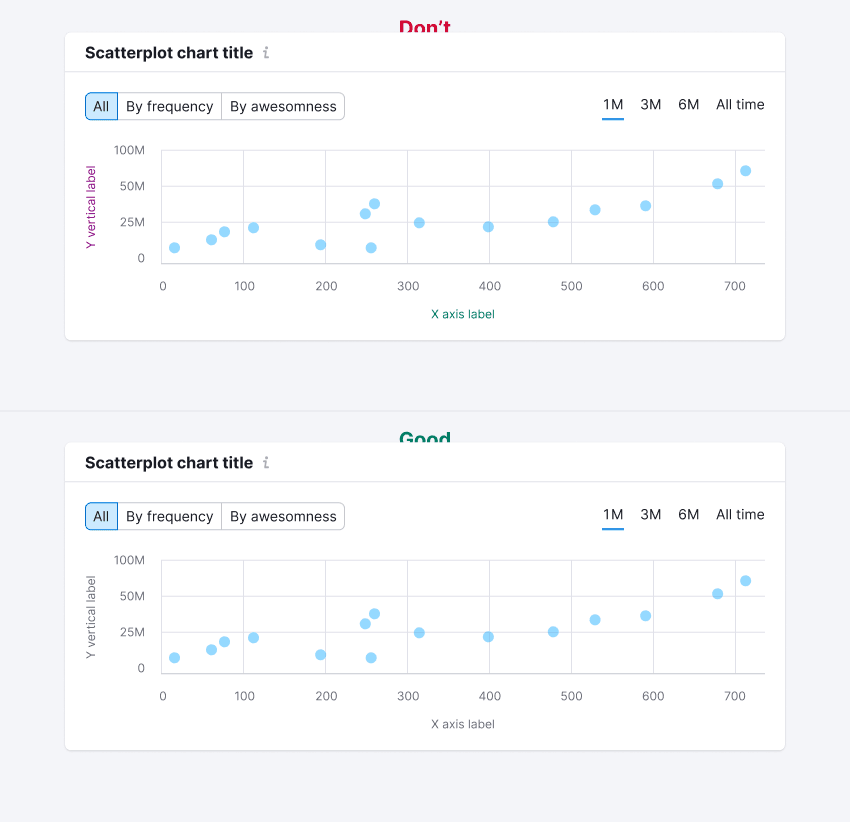 Don't
Scatterplot chart title i
All By frequency By awesomness 1M 3M 6M All time
100M
50M
25M
0
Y vertical label
0 100 200 300 400 500 600 700
X axis label
Good
Scatterplot chart title i
All By frequency By awesomness 1M 3M 6M All time
100M
50M
25M
0
Y vertical label
0 100 200 300 400 500 600 700
X axis label